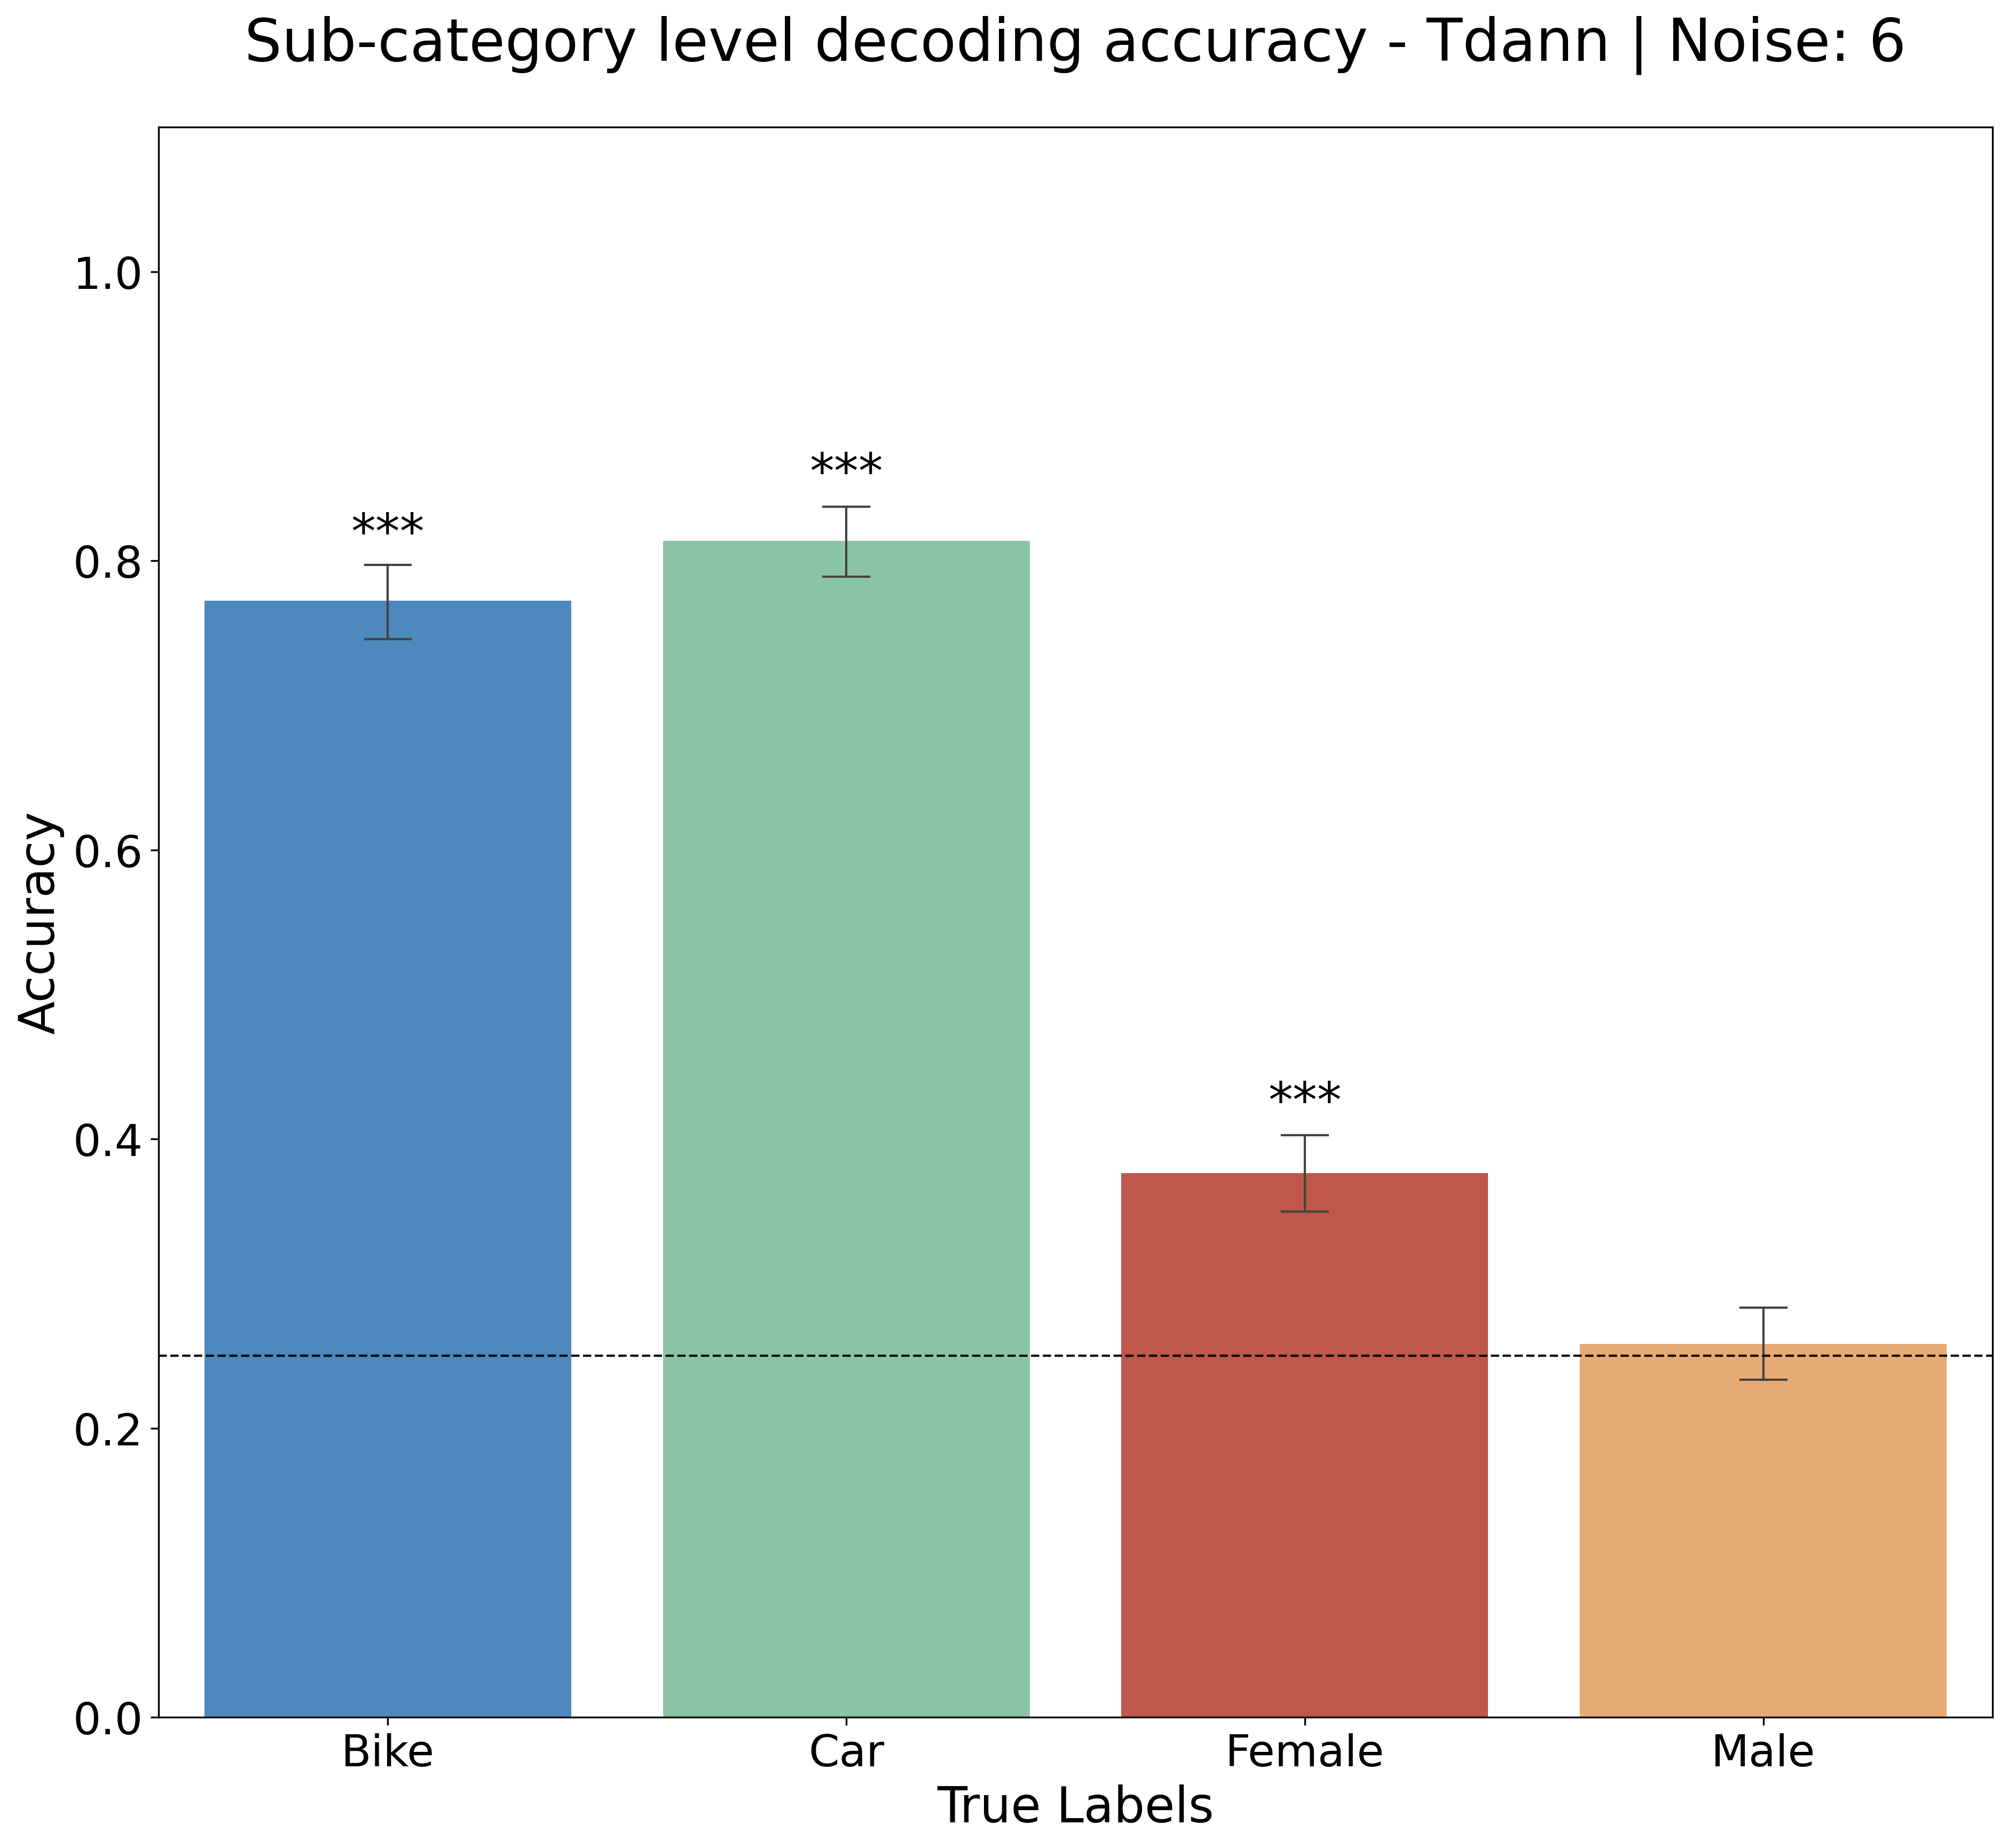 Sub-category level decoding accuracy - Tdann | Noise: 6
1.0
0.8
0.6
0.4
0.2
0.0
Accuracy
***
***
***
Bike
Car
Female
Male
True Labels